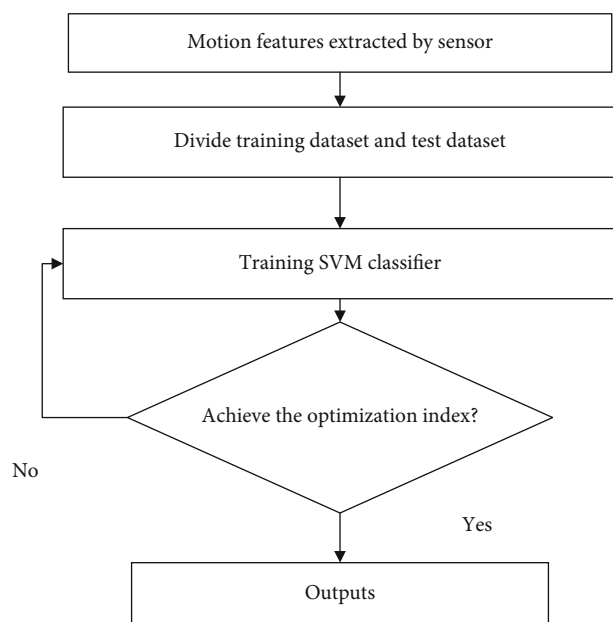 Motion features extracted by sensor
Divide training dataset and test dataset
Training SVM classifier
Achieve the optimization index?
No
Yes
Outputs